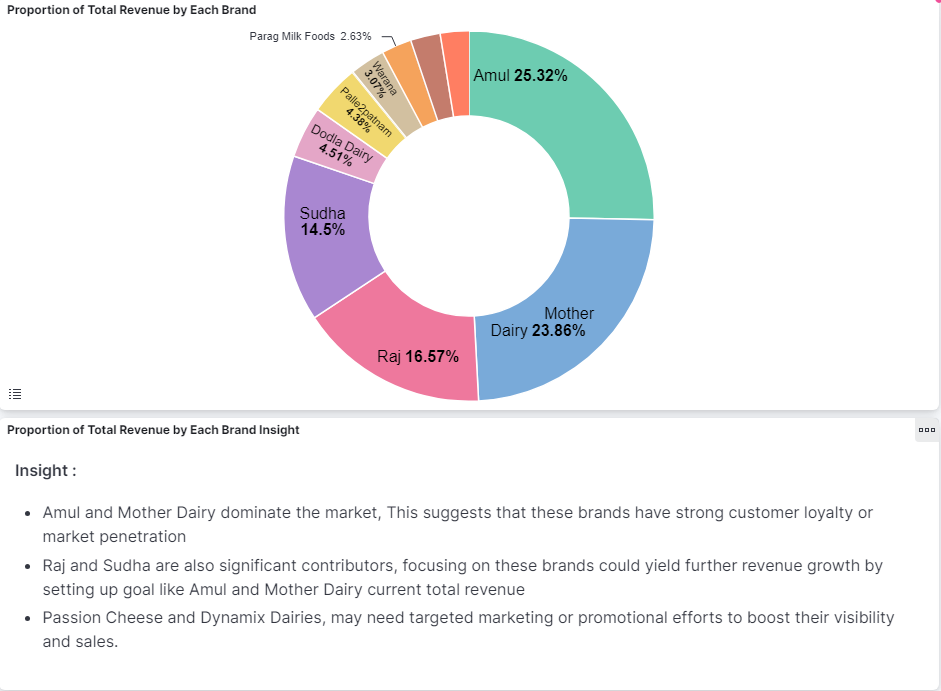 Proportion of Total Revenue by Each Brand
Parag Milk Foods 2.63%
Amul 25.32%
Warana
3.07%
Palle2patnam
4.38%
Dodla Dairy
4.51%
Sudha
14.5%
Mother
Dairy 23.86%
Raj 16.57%
Proportion of Total Revenue by Each Brand Insight
Insight :
• Amul and Mother Dairy dominate the market, This suggests that these brands have strong customer loyalty or
market penetration
• Raj and Sudha are also significant contributors, focusing on these brands could yield further revenue growth by
setting up goal like Amul and Mother Dairy current total revenue
• Passion Cheese and Dynamix Dairies, may need targeted marketing or promotional efforts to boost their visibility
and sales.